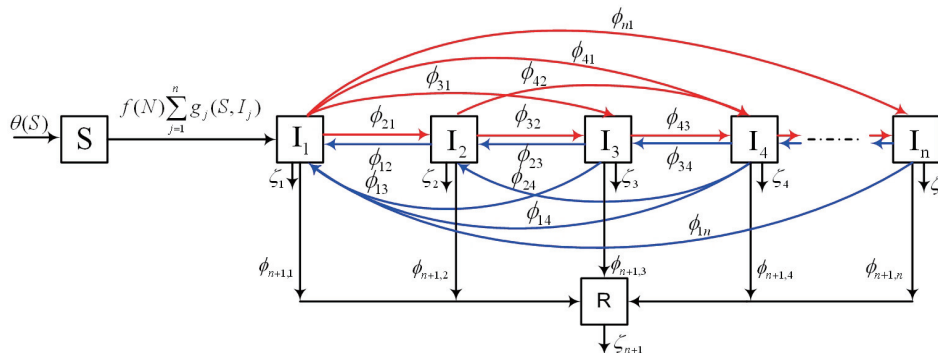 ϕ_{n1}
ϕ_{41}
ϕ_{31}
ϕ_{42}
θ(S)
S
f(N)∑_{j=1}^{n} g_j(S, I_j)
I_1
ϕ_{21}
I_2
ϕ_{32}
I_3
ϕ_{43}
I_4
I_n
ϕ_{12}
ϕ_{23}
ϕ_{34}
ζ_1
ϕ_{13}
ζ_2
ϕ_{24}
ζ_3
ζ_4
ζ
ϕ_{14}
ϕ_{1n}
ϕ_{n+1,1}
ϕ_{n+1,2}
ϕ_{n+1,3}
ϕ_{n+1,4}
ϕ_{n+1,n}
R
ζ_{n+1}